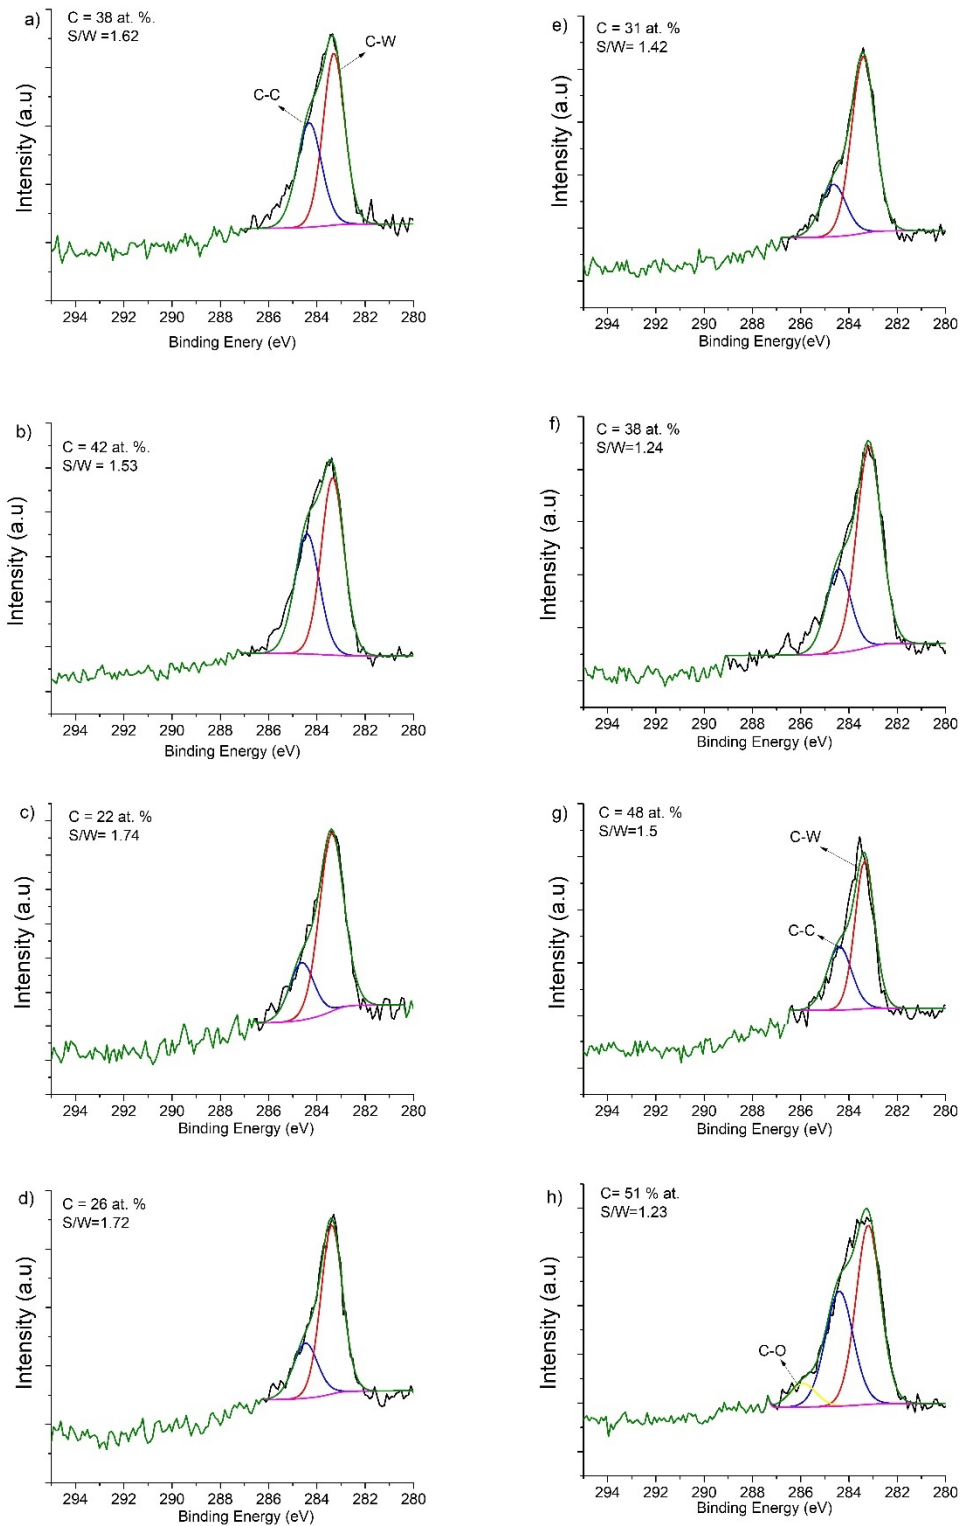 a)
C = 38 at. %.
S/W =1.62
C-W
C-C
Intensity (a.u)
294 292 290 288 286 284 282 280
Binding Enery (eV)
e)
C = 31 at. %
S/W= 1.42
Intensity (a.u)
294 292 290 288 286 284 282 280
Binding Energy(eV)
b)
C = 42 at. %.
S/W = 1.53
Intensity (a.u)
294 292 290 288 286 284 282 280
Binding Energy (eV)
f)
C = 38 at. %
S/W=1.24
Intensity (a.u)
294 292 290 288 286 284 282 280
Binding Energy (eV)
c)
C = 22 at. %
S/W= 1.74
Intensity (a.u)
294 292 290 288 286 284 282 280
Binding Energy (eV)
g)
C = 48 at. %
S/W=1.5
C-W
C-C
Intensity (a.u)
294 292 290 288 286 284 282 280
Binding Energy (eV)
d)
C = 26 at. %
S/W=1.72
Intensity (a.u)
294 292 290 288 286 284 282 280
Binding Energy (eV)
h)
C= 51 % at.
S/W=1.23
C-O
Intensity (a.u)
294 292 290 288 286 284 282 280
Binding Energy (eV)